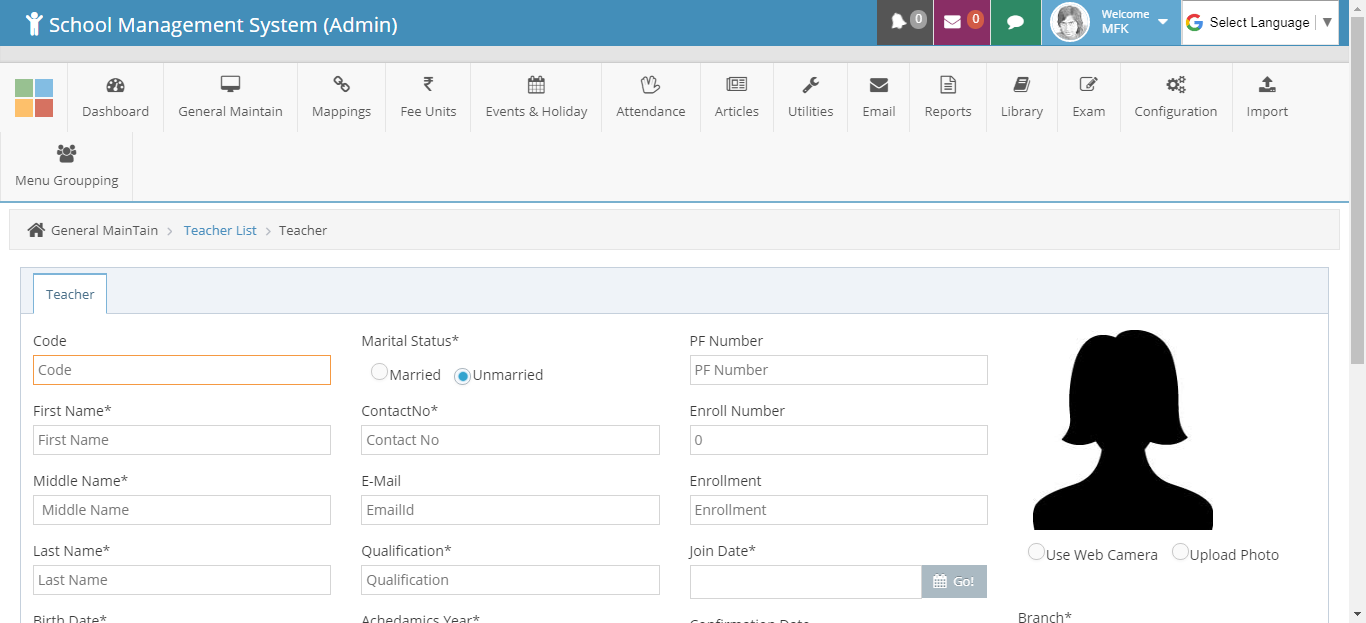 School Management System (Admin)
0
0
Welcome
MFK
Select Language ▼
Dashboard
General Maintain
Mappings
Fee Units
Events & Holiday
Attendance
Articles
Utilities
Email
Reports
Library
Exam
Configuration
Import
Menu Groupping
General MainTain > Teacher List > Teacher
Teacher
Code
Code
First Name*
First Name
Middle Name*
Middle Name
Last Name*
Last Name
Birth Date*
Marital Status*
Married Unmarried
ContactNo*
Contact No
E-Mail
EmailId
Qualification*
Qualification
Achedamics Year*
PF Number
PF Number
Enroll Number
0
Enrollment
Enrollment
Join Date*
Go!
Confirmation Date
Use Web Camera Upload Photo
Branch*